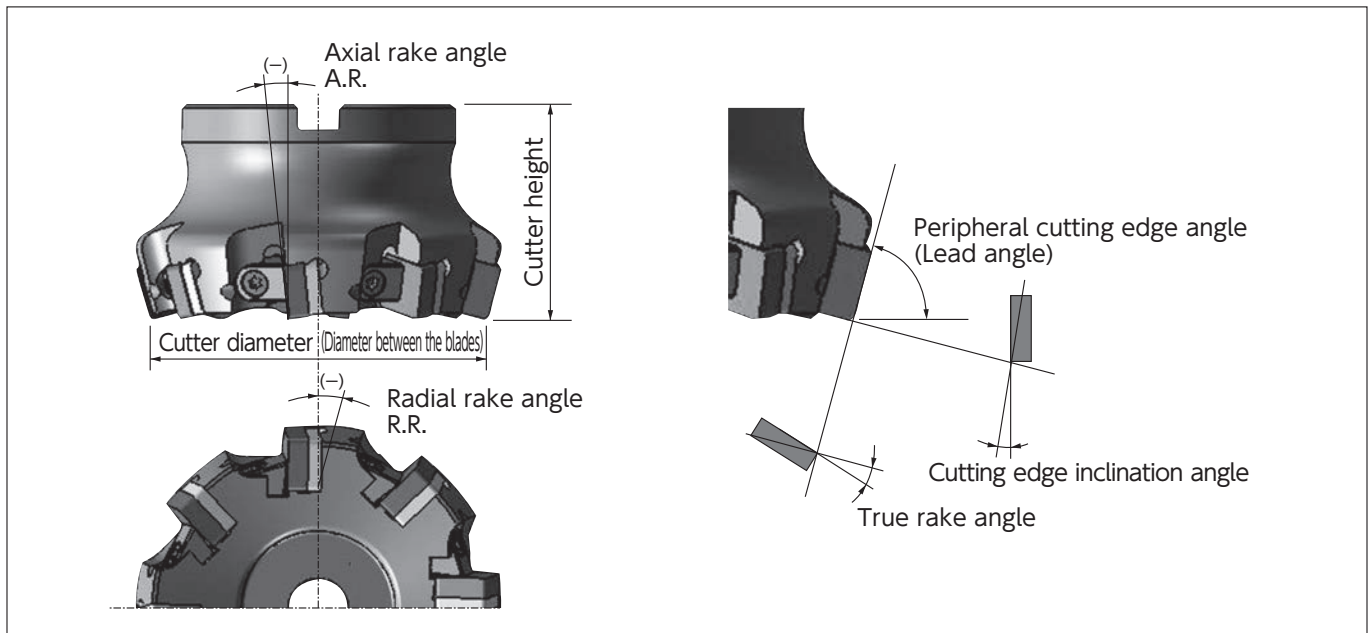 Axial rake angle
A.R.
(−)
Cutter height
Cutter diameter (Diameter between the blades)
(−)
Radial rake angle
R.R.
Peripheral cutting edge angle
(Lead angle)
Cutting edge inclination angle
True rake angle